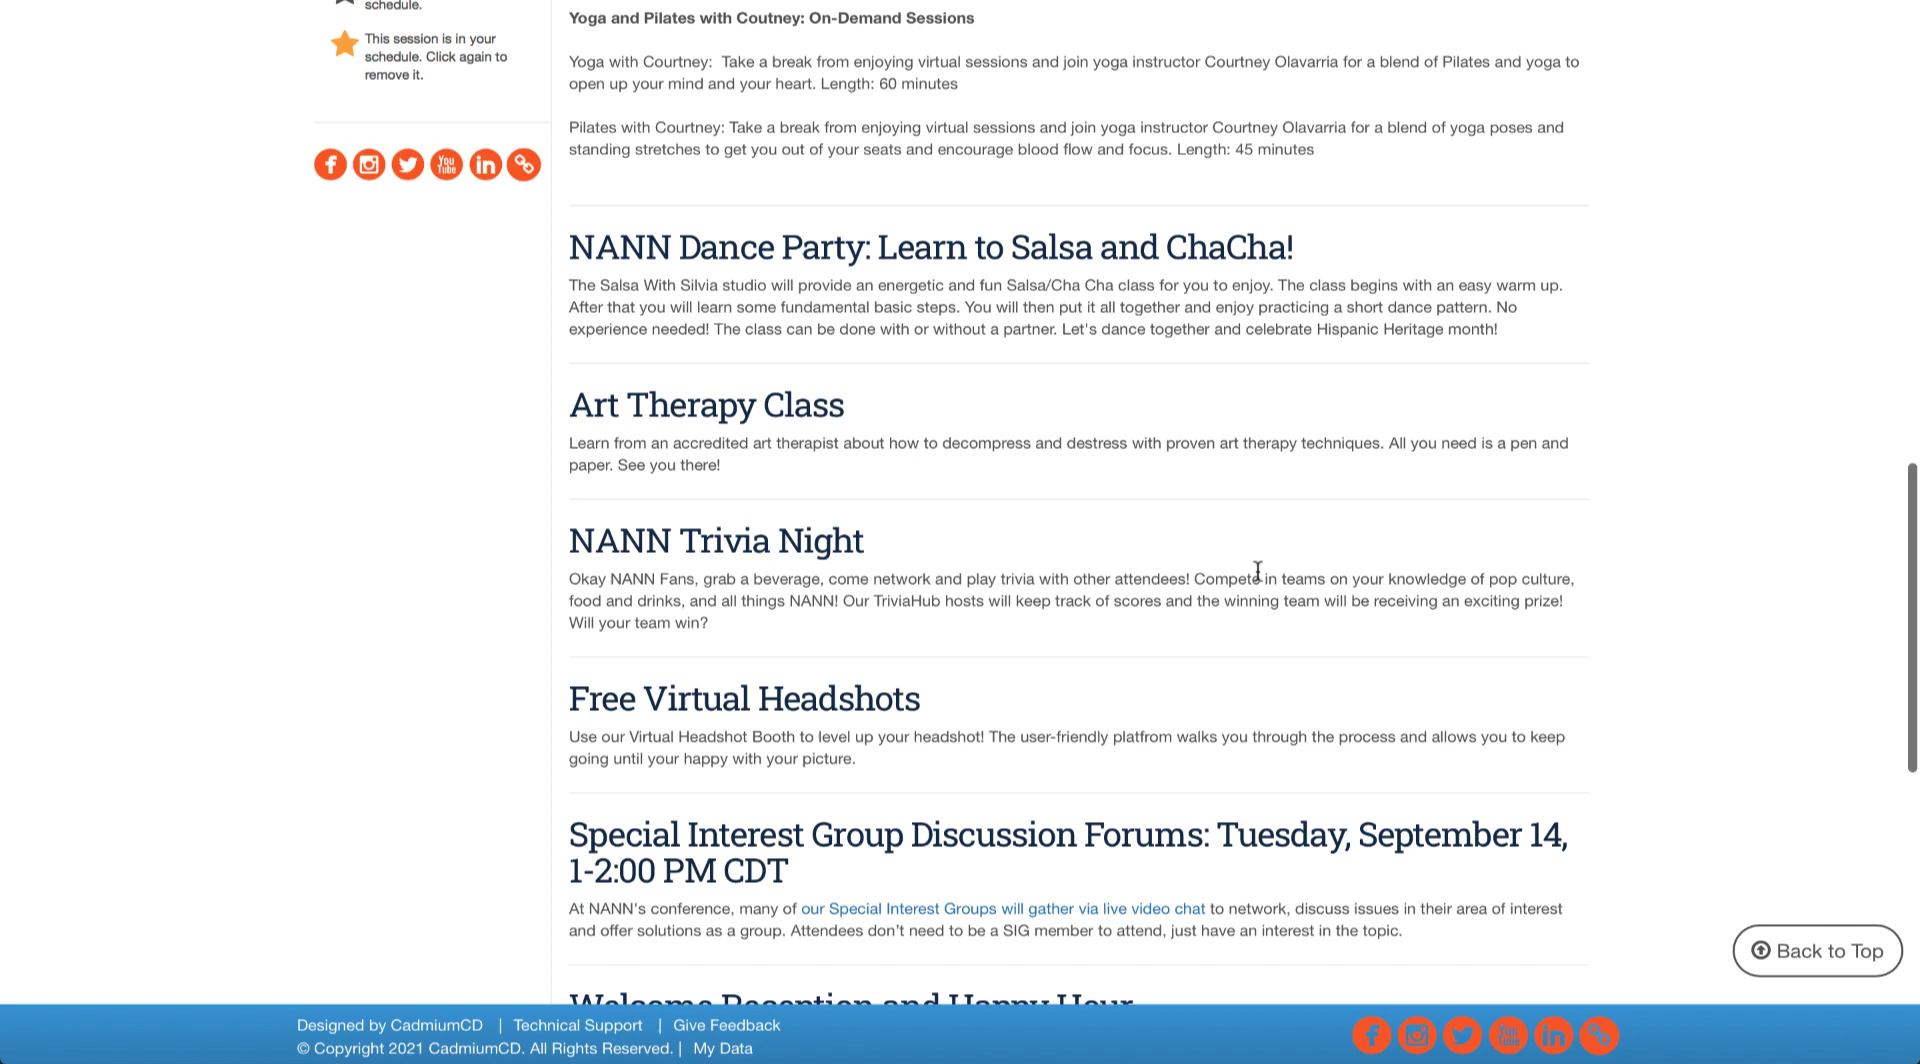 schedule.
This session is in your
schedule. Click again to
remove it.
Yoga and Pilates with Coutney: On-Demand Sessions
Yoga with Courtney:  Take a break from enjoying virtual sessions and join yoga instructor Courtney Olavarria for a blend of Pilates and yoga to
open up your mind and your heart. Length: 60 minutes
Pilates with Courtney: Take a break from enjoying virtual sessions and join yoga instructor Courtney Olavarria for a blend of yoga poses and
standing stretches to get you out of your seats and encourage blood flow and focus. Length: 45 minutes
NANN Dance Party: Learn to Salsa and ChaCha!
The Salsa With Silvia studio will provide an energetic and fun Salsa/Cha Cha class for you to enjoy. The class begins with an easy warm up.
After that you will learn some fundamental basic steps. You will then put it all together and enjoy practicing a short dance pattern. No
experience needed! The class can be done with or without a partner. Let's dance together and celebrate Hispanic Heritage month!
Art Therapy Class
Learn from an accredited art therapist about how to decompress and destress with proven art therapy techniques. All you need is a pen and
paper. See you there!
NANN Trivia Night
Okay NANN Fans, grab a beverage, come network and play trivia with other attendees! Compete in teams on your knowledge of pop culture,
food and drinks, and all things NANN! Our TriviaHub hosts will keep track of scores and the winning team will be receiving an exciting prize!
Will your team win?
Free Virtual Headshots
Use our Virtual Headshot Booth to level up your headshot! The user-friendly platfrom walks you through the process and allows you to keep
going until your happy with your picture.
Special Interest Group Discussion Forums: Tuesday, September 14,
1-2:00 PM CDT
At NANN's conference, many of our Special Interest Groups will gather via live video chat to network, discuss issues in their area of interest
and offer solutions as a group. Attendees don't need to be a SIG member to attend, just have an interest in the topic.
Back to Top
Welcome Reception and Happy Hour
Designed by CadmiumCD | Technical Support | Give Feedback
© Copyright 2021 CadmiumCD. All Rights Reserved. | My Data